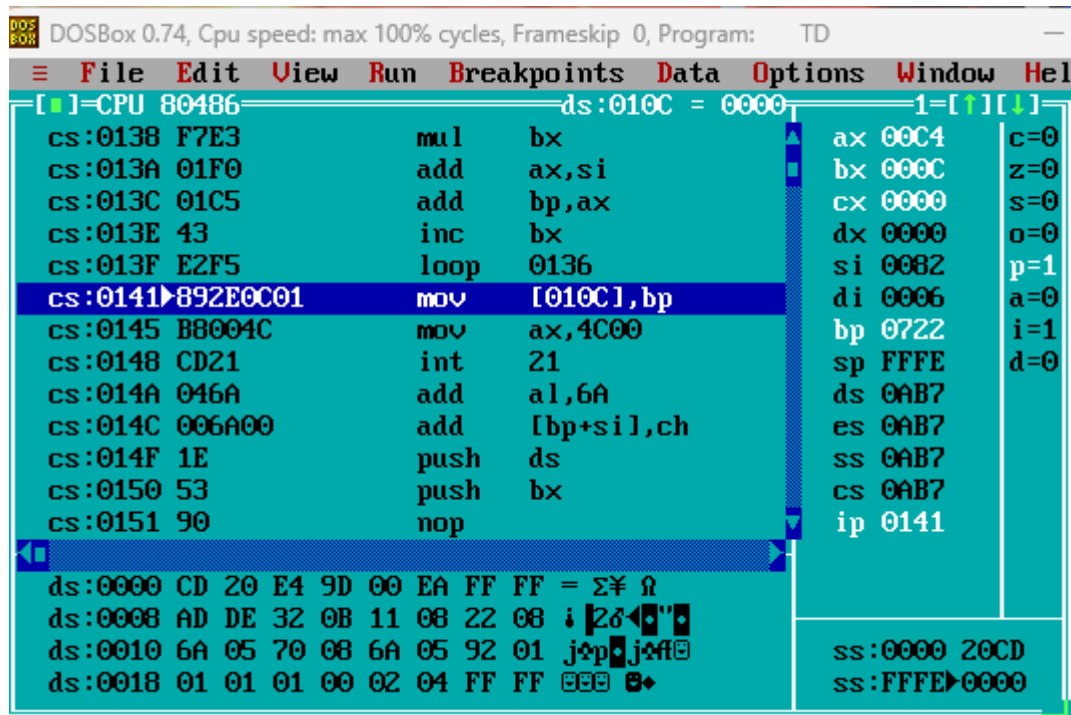 DOSBox 0.74, Cpu speed: max 100% cycles, Frameskip 0, Program: TD
≡ File Edit View Run Breakpoints Data Options Window Hel
[■]=CPU 80486 ds:010C = 0000 1=[↑][↓]
cs:0138 F7E3 mul bx ax 00C4 c=0
cs:013A 01F0 add ax,si bx 000C z=0
cs:013C 01C5 add bp,ax cx 0000 s=0
cs:013E 43 inc bx dx 0000 o=0
cs:013F E2F5 loop 0136 si 0082 p=1
cs:0141►892E0C01 mov [010C],bp di 0006 a=0
cs:0145 B8004C mov ax,4C00 bp 0722 i=1
cs:0148 CD21 int 21 sp FFFE d=0
cs:014A 046A add al,6A ds 0AB7
cs:014C 006A00 add [bp+si],ch es 0AB7
cs:014F 1E push ds ss 0AB7
cs:0150 53 push bx cs 0AB7
cs:0151 90 nop ip 0141
ds:0000 CD 20 E4 9D 00 EA FF FF = Σ¥ Ω
ds:0008 AD DE 32 0B 11 08 22 08 ¡ ▐2♂◄◘"◘
ds:0010 6A 05 70 08 6A 05 92 01 j♣p◘j♣Æ☺ ss:0000 20CD
ds:0018 01 01 01 00 02 04 FF FF ☺☺☺ ☻♦ ss:FFFE►0000